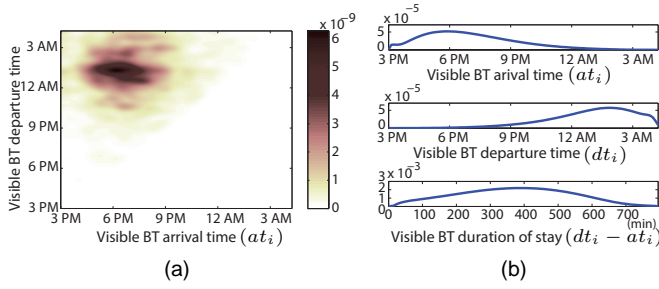 x 10⁻⁹
Visible BT departure time
3 AM
12 AM
9 PM
6 PM
3 PM
3 PM 6 PM 9 PM 12 AM 3 AM
Visible BT arrival time (at_i)
6
5
4
3
2
1
0
(a)
x 10⁻⁵
5
0
3 PM 6 PM 9 PM 12 AM 3 AM
Visible BT arival time (at_i)
x 10⁻⁵
5
0
3 PM 6 PM 9 PM 12 AM 3 AM
Visible BT departure time (dt_i)
x 10⁻³
2
1
0
0 100 200 300 400 500 600 700
(min)
Visible BT duration of stay (dt_i − at_i)
(b)